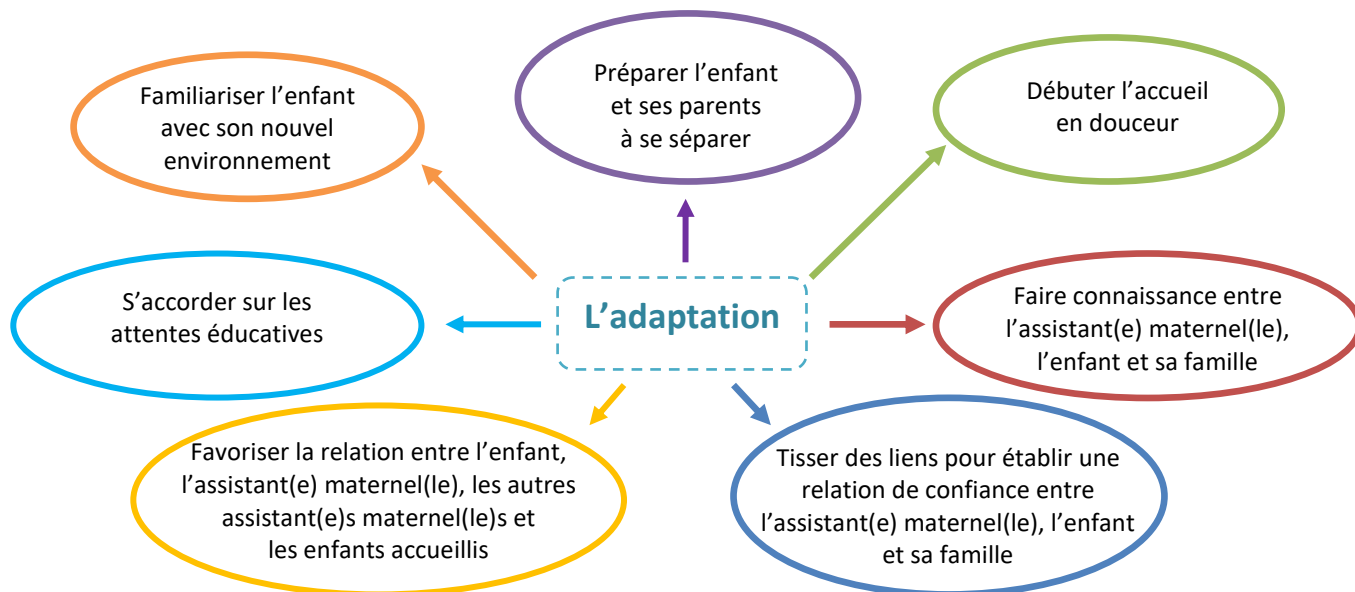 Préparer l’enfant
et ses parents
à se séparer
Familiariser l’enfant
avec son nouvel
environnement
Débuter l’accueil
en douceur
S’accorder sur les
attentes éducatives
L’adaptation
Faire connaissance entre
l’assistant(e) maternel(le),
l’enfant et sa famille
Favoriser la relation entre l’enfant,
l’assistant(e) maternel(le), les autres
assistant(e)s maternel(le)s et
les enfants accueillis
Tisser des liens pour établir une
relation de confiance entre
l’assistant(e) maternel(le), l’enfant
et sa famille